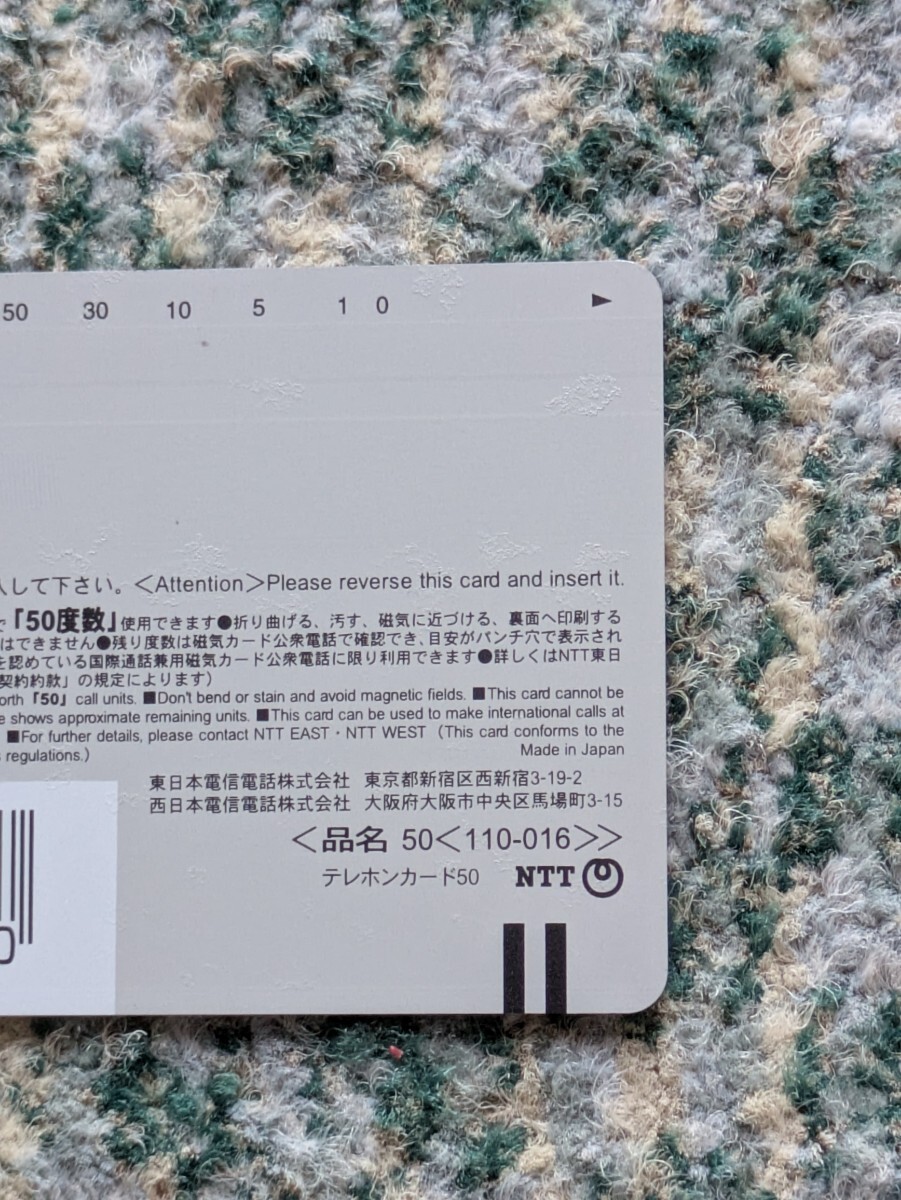 50 30 10 5 1 0 ►
入して下さい。＜Attention＞Please reverse this card and insert it.
で「50度数」使用できます●折り曲げる、汚す、磁気に近づける、裏面へ印刷する
はできません●残り度数は磁気カード公衆電話で確認でき、目安がパンチ穴で表示され
を認めている国際通話兼用磁気カード公衆電話に限り利用できます●詳しくはNTT東日
契約約款」の規定によります）
orth「50」call units. ■Don't bend or stain and avoid magnetic fields. ■This card cannot be
e shows approximate remaining units. ■This card can be used to make international calls at
■For further details, please contact NTT EAST・NTT WEST（This card conforms to the
regulations.） Made in Japan
東日本電信電話株式会社 東京都新宿区西新宿3-19-2
西日本電信電話株式会社 大阪府大阪市中央区馬場町3-15
＜品名 50＜110-016＞＞
テレホンカード50 NTT